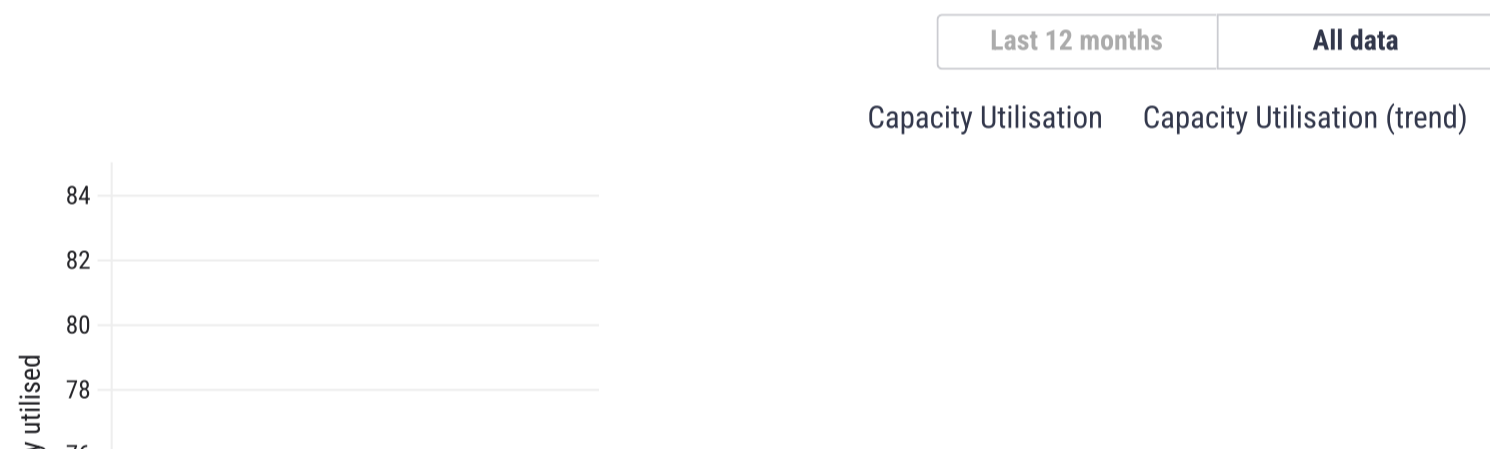 Last 12 months All data
Capacity Utilisation Capacity Utilisation (trend)
84
82
80
78
utilised